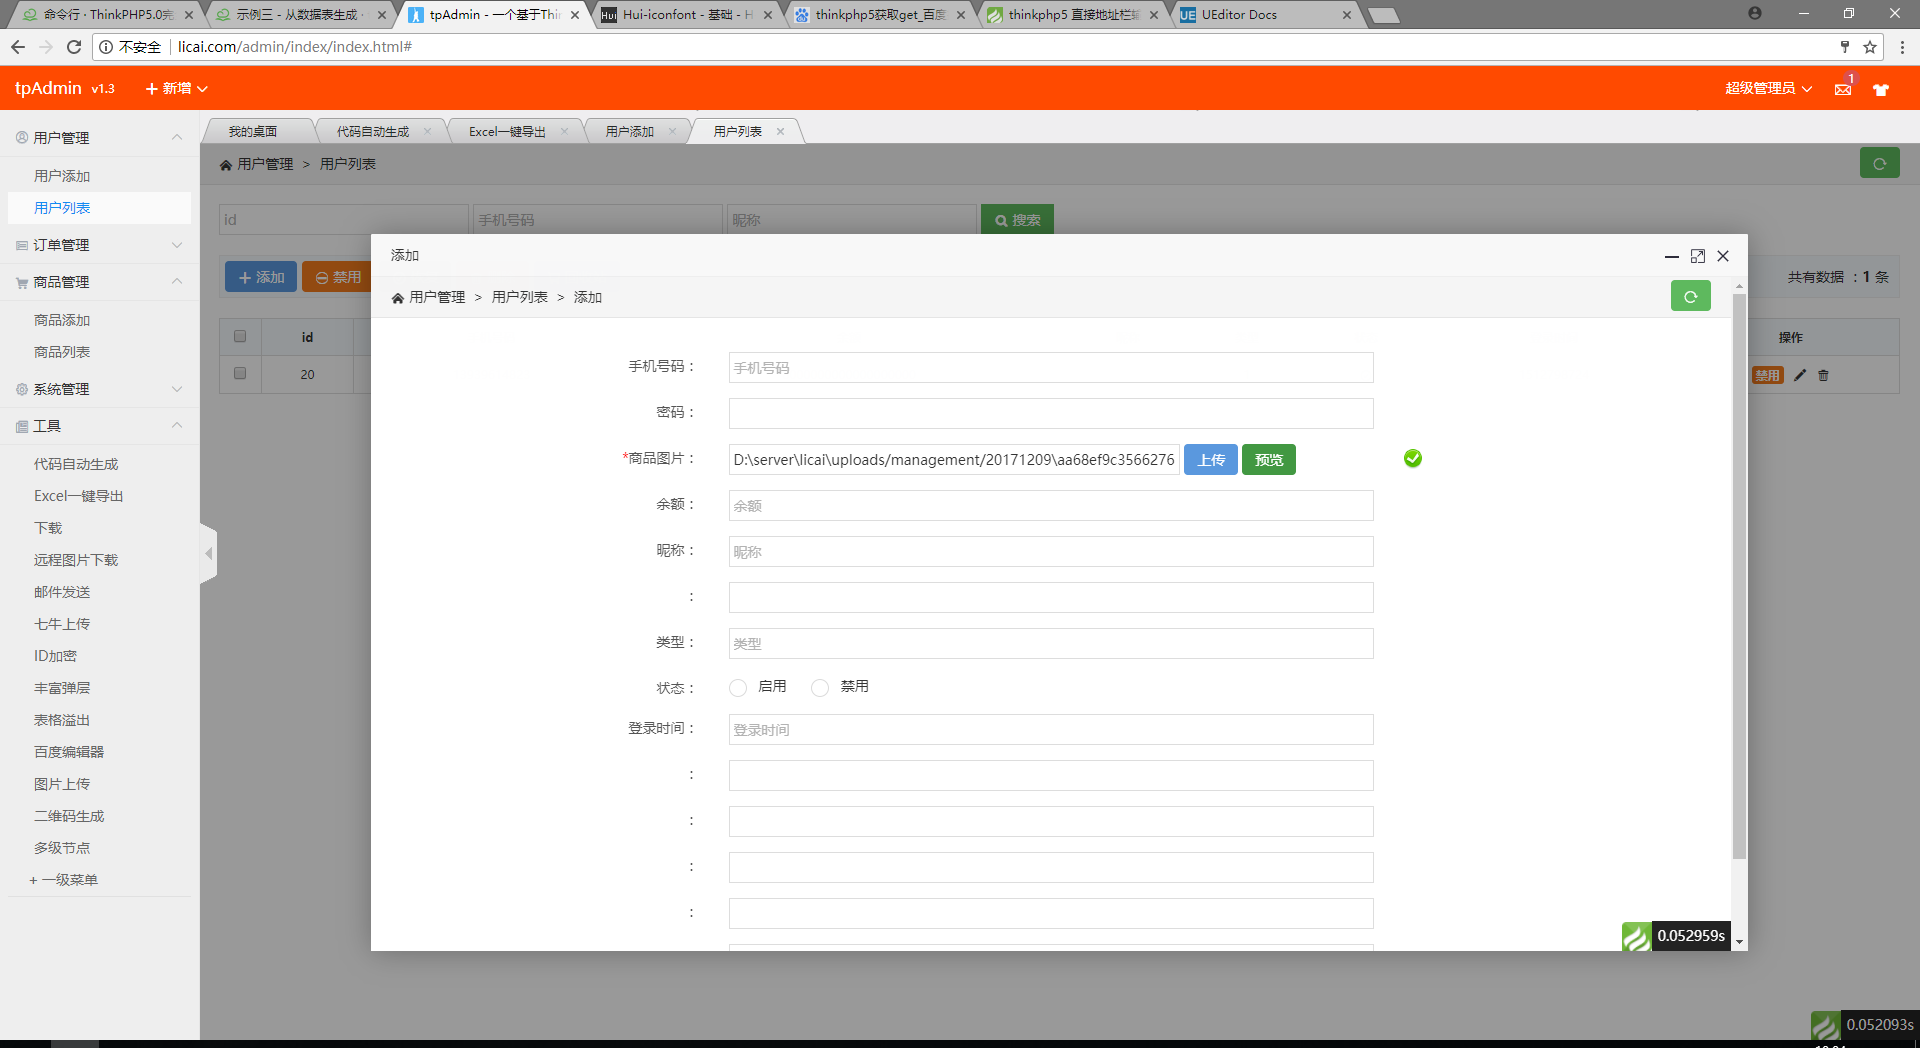 命令行 · ThinkPHP5.0完
示例三 - 从数据表生成 ·
tpAdmin - 一个基于Thin
Hui-iconfont - 基础 - H
thinkphp5获取get_百度
thinkphp5 直接地址栏输
UEditor Docs
不安全 licai.com/admin/index/index.html#
tpAdmin v1.3 + 新增
超级管理员 1
用户管理
用户添加
用户列表
订单管理
商品管理
商品添加
商品列表
系统管理
工具
代码自动生成
Excel一键导出
下载
远程图片下载
邮件发送
七牛上传
ID加密
丰富弹层
表格溢出
百度编辑器
图片上传
二维码生成
多级节点
+ 一级菜单
我的桌面 代码自动生成 Excel一键导出 用户添加 用户列表
用户管理 > 用户列表
id 手机号码 昵称 搜索
+ 添加 禁用
共有数据 ：1 条
id 操作
20 禁用
添加
用户管理 > 用户列表 > 添加
手机号码： 手机号码
密码：
*商品图片： D:\server\licai\uploads/management/20171209\aa68ef9c3566276 上传 预览
余额： 余额
昵称： 昵称
：
类型： 类型
状态： 启用 禁用
登录时间： 登录时间
：
：
：
：
0.052959s
0.052093s